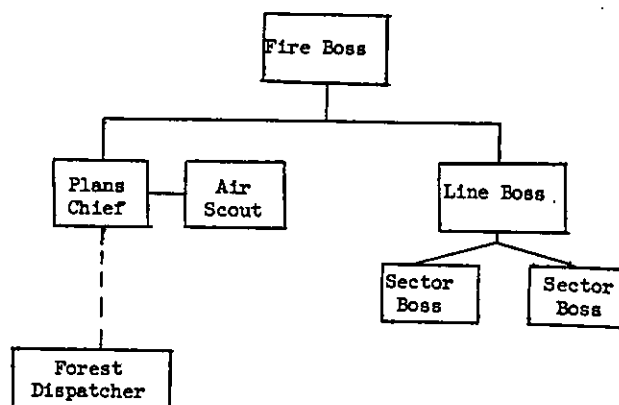 Fire Boss
Plans
Chief
Air
Scout
Line Boss
Sector
Boss
Sector
Boss
Forest
Dispatcher